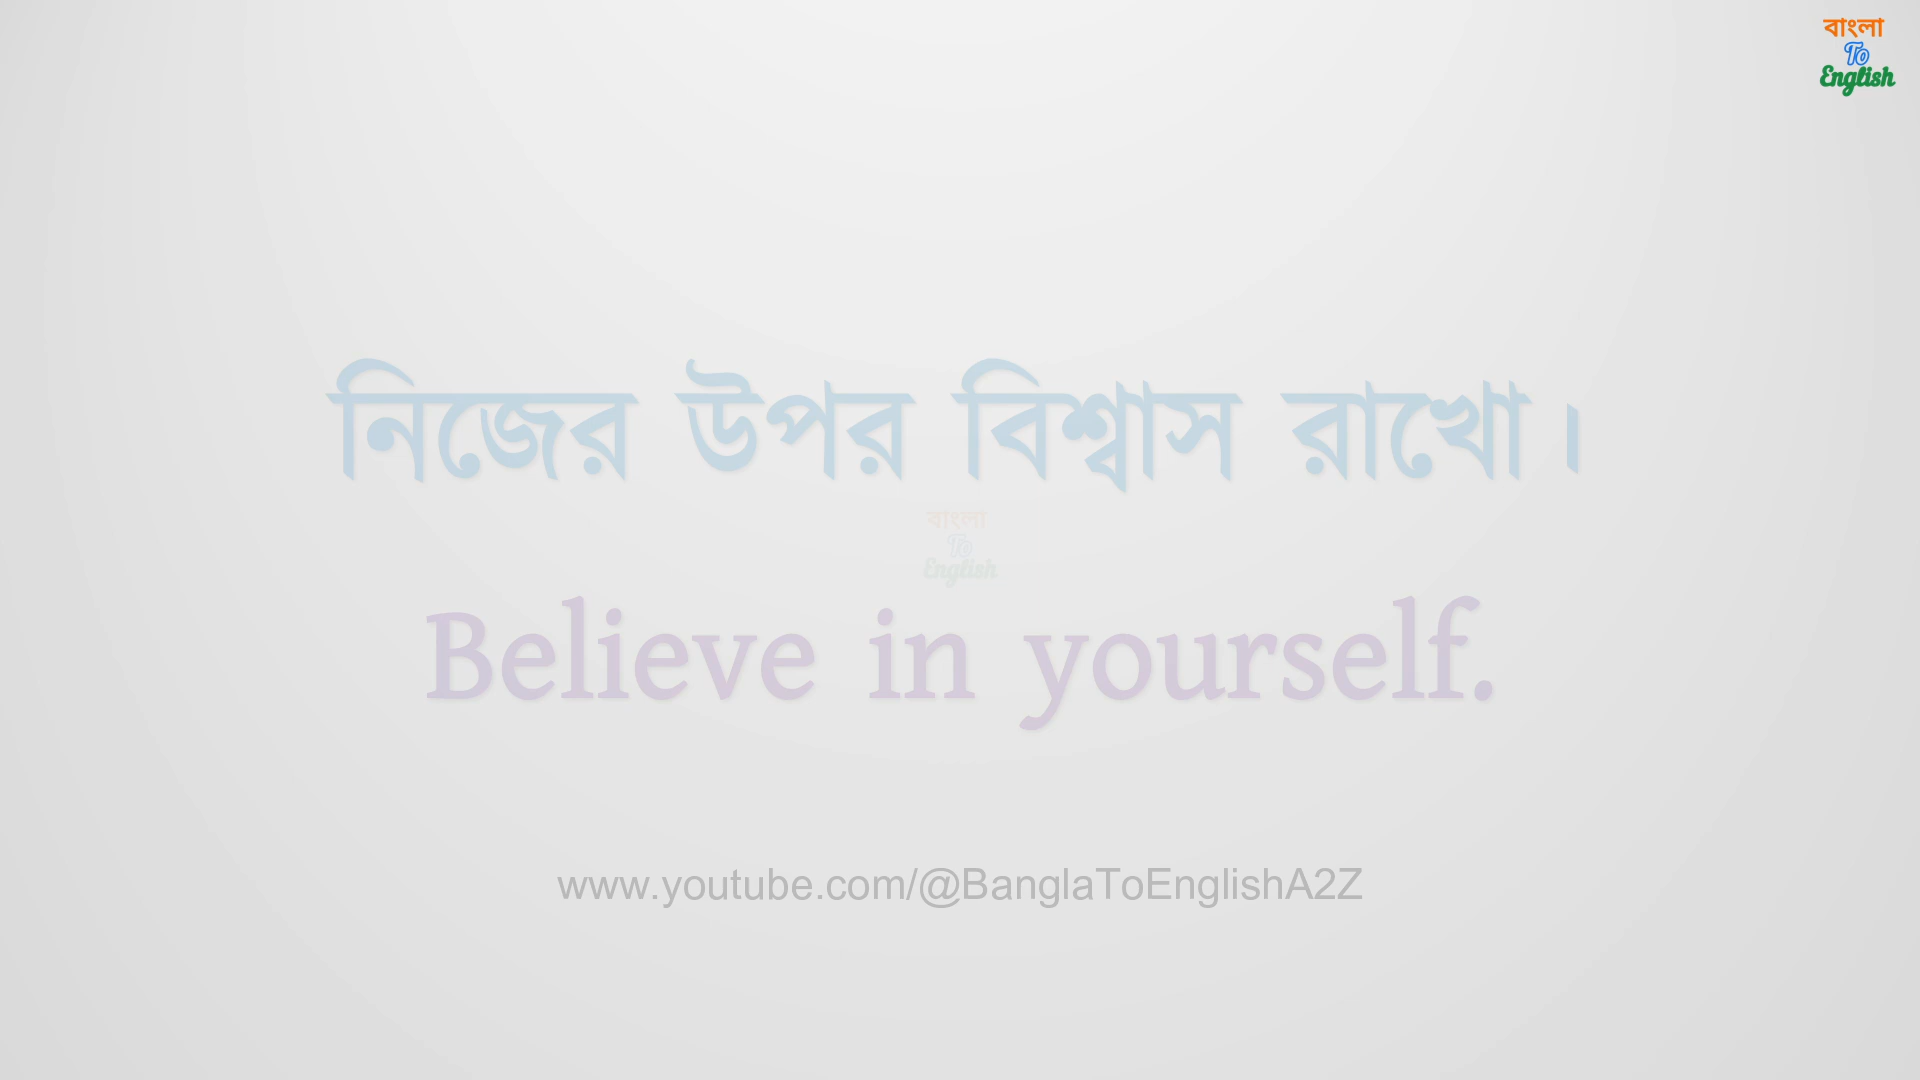 বাংলা
To
English
নিজের উপর বিশ্বাস রাখো।
বাংলা
To
English
Believe in yourself.
www.youtube.com/@BanglaToEnglishA2Z